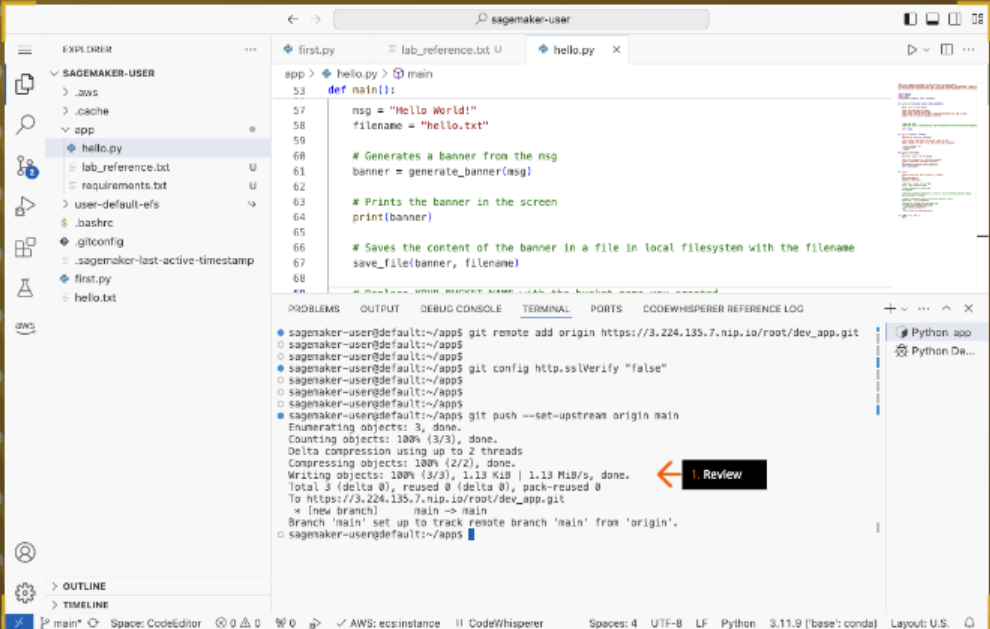 sagemaker-user
EXPLORER
SAGEMAKER-USER
.aws
.cache
app
hello.py
lab_reference.txt U
requirements.txt U
user-default-efs
.bashrc
.gitconfig
.sagemaker-last-active-timestamp
first.py
hello.txt
OUTLINE
TIMELINE
2
aws
first.py
lab_reference.txt U
hello.py
app > hello.py > main
53 def main():
57 msg = "Hello World!"
58 filename = "hello.txt"
59
60 # Generates a banner from the msg
61 banner = generate_banner(msg)
62
63 # Prints the banner in the screen
64 print(banner)
65
66 # Saves the content of the banner in a file in local filesystem with the filename
67 save_file(banner, filename)
68
PROBLEMS OUTPUT DEBUG CONSOLE TERMINAL PORTS CODEWHISPERER REFERENCE LOG
sagemaker-user@default:~/app$ git remote add origin https://3.224.135.7.nip.io/root/dev_app.git
sagemaker-user@default:~/app$
sagemaker-user@default:~/app$
sagemaker-user@default:~/app$ git config http.sslVerify "false"
sagemaker-user@default:~/app$
sagemaker-user@default:~/app$
sagemaker-user@default:~/app$
sagemaker-user@default:~/app$ git push --set-upstream origin main
Enumerating objects: 3, done.
Counting objects: 100% (3/3), done.
Delta compression using up to 2 threads
Compressing objects: 100% (2/2), done.
Writing objects: 100% (3/3), 1.13 KiB | 1.13 MiB/s, done.
Total 3 (delta 0), reused 0 (delta 0), pack-reused 0
To https://3.224.135.7.nip.io/root/dev_app.git
* [new branch] main -> main
Branch 'main' set up to track remote branch 'main' from 'origin'.
sagemaker-user@default:~/app$
1. Review
Python app
Python De...
main* Space: CodeEditor 0 0 0 AWS: ecs:instance CodeWhisperer Spaces: 4 UTF-8 LF Python 3.11.9 ('base': conda) Layout: U.S.